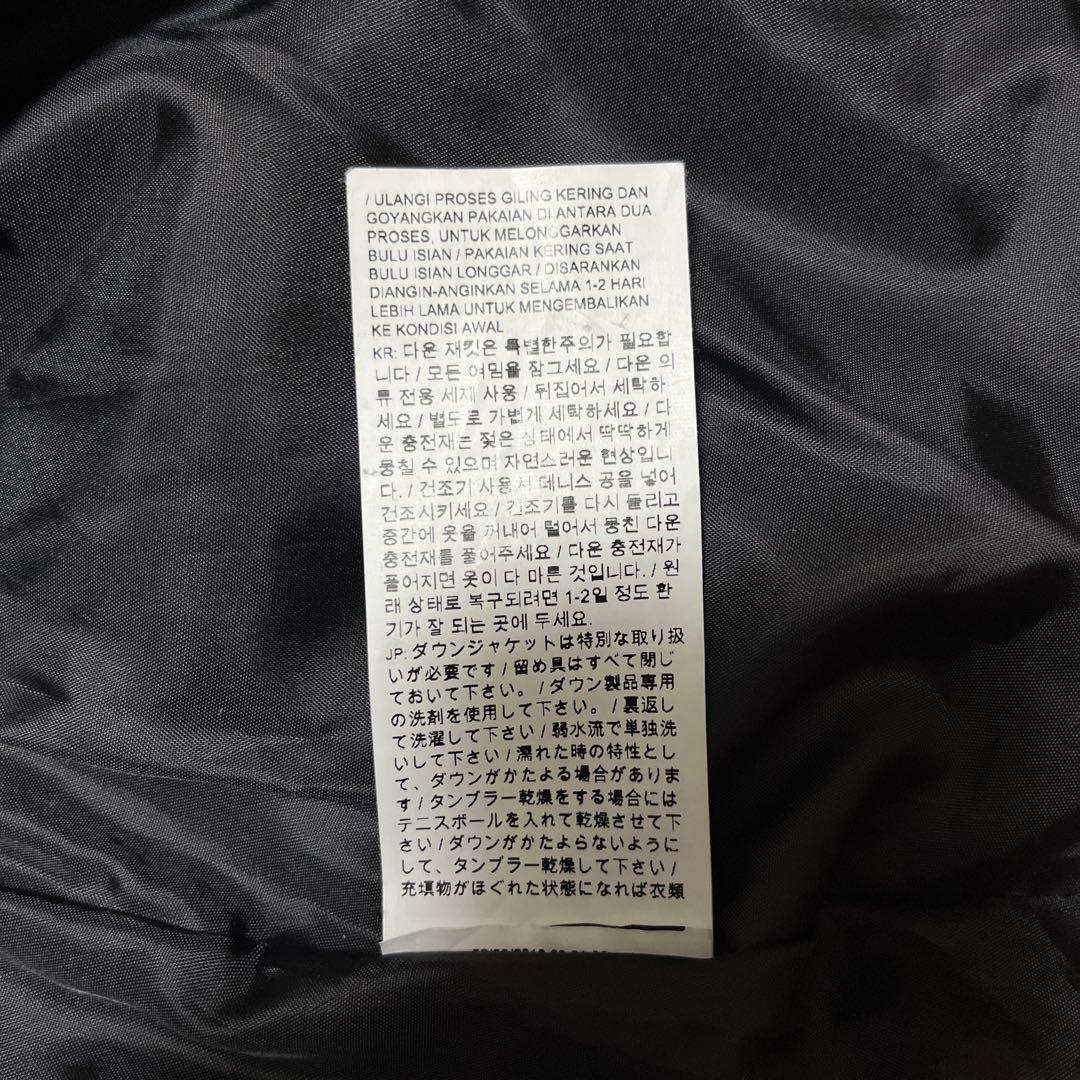 / ULANGI PROSES GILING KERING DAN
GOYANGKAN PAKAIAN DI ANTARA DUA
PROSES, UNTUK MELONGGARKAN
BULU ISIAN / PAKAIAN KERING SAAT
BULU ISIAN LONGGAR / DISARANKAN
DIANGIN-ANGINKAN SELAMA 1-2 HARI
LEBIH LAMA UNTUK MENGEMBALIKAN
KE KONDISI AWAL
KR: 다운 재킷은 특별한주의가 필요합
니다 / 모든 여밈을 잠그세요 / 다운 의
류 전용 세제 사용 / 뒤집어서 세탁하
세요 / 별도로 가볍게 세탁하세요 / 다
운 충전재는 젖은 상태에서 딱딱하게
뭉칠 수 있으며 자연스러운 현상입니
다. / 건조기 사용시 테니스 공을 넣어
건조시키세요 / 건조기를 다시 돌리고
중간에 옷을 꺼내어 털어서 뭉친 다운
충전재를 풀어주세요 / 다운 충전재가
풀어지면 옷이 다 마른 것입니다. / 원
래 상태로 복구되려면 1-2일 정도 환
기가 잘 되는 곳에 두세요.
JP: ダウンジャケットは特別な取り扱
いが必要です / 留め具はすべて閉じ
ておいて下さい。 / ダウン製品専用
の洗剤を使用して下さい。 / 裏返し
て洗濯して下さい / 弱水流で単独洗
いして下さい / 濡れた時の特性とし
て、ダウンがかたよる場合がありま
す / タンブラー乾燥をする場合には
テニスボールを入れて乾燥させて下
さい / ダウンがかたよらないように
して、タンブラー乾燥して下さい /
充填物がほぐれた状態になれば衣類